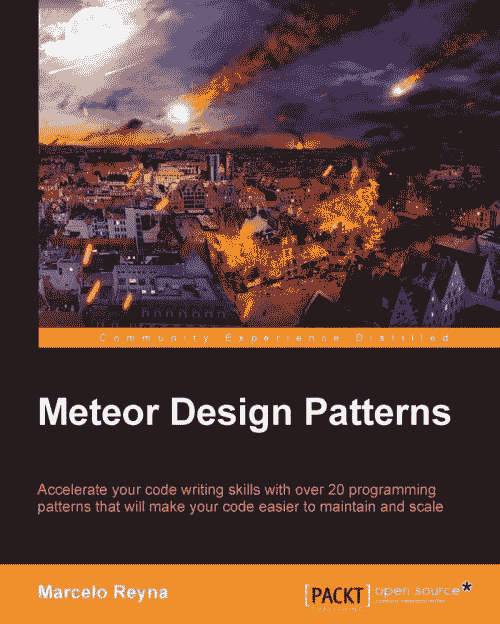 Community Experience Distilled
Meteor Design Patterns
Accelerate your code writing skills with over 20 programming
patterns that will make your code easier to maintain and scale
Marcelo Reyna
[PACKT] open source*